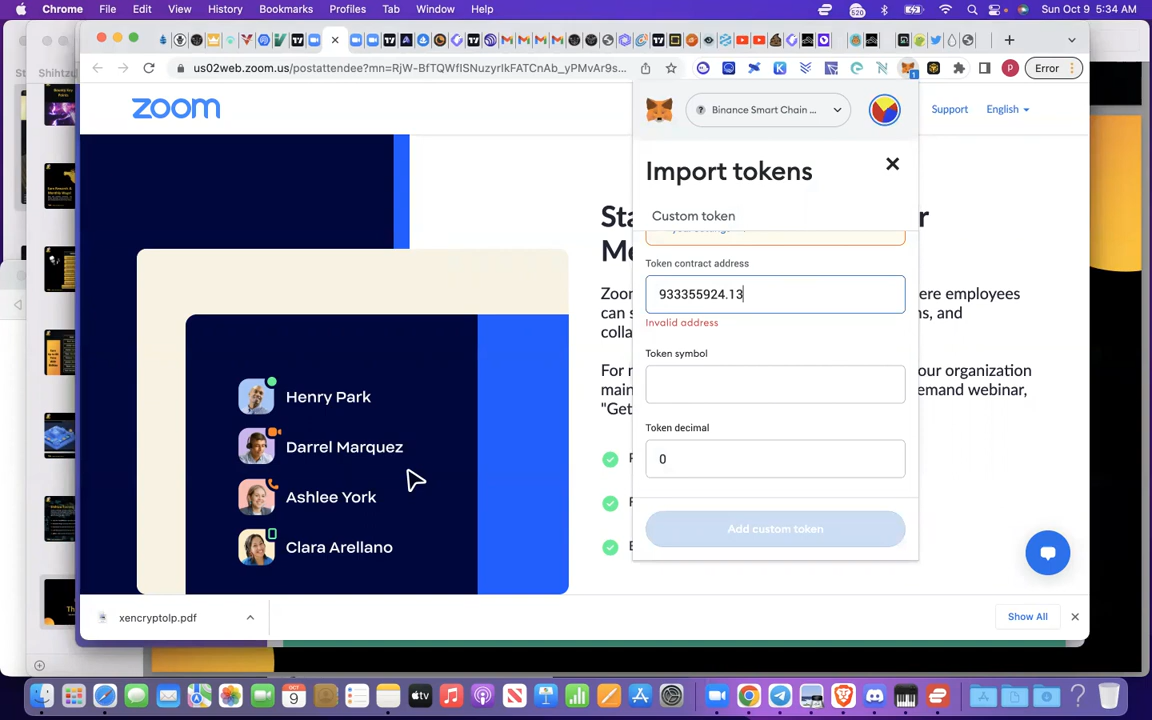 Chrome File Edit View History Bookmarks Profiles Tab Window Help
520
Sun Oct 9 5:34 AM
us02web.zoom.us/postattendee?mn=RjW-BfTQWfISNuzyrIkFATCnAb_yPMvAr9s...
Error
zoom
Binance Smart Chain ...
Support
English
Import tokens
Custom token
Token contract address
933355924.13
Invalid address
Token symbol
Token decimal
0
Add custom token
Sta
r
Me
Zoo
ere employees
can s
s, and
colla
For m
our organization
main
emand webinar,
"Get
Henry Park
Darrel Marquez
Ashlee York
Clara Arellano
xencryptolp.pdf
Show All
OCT
9